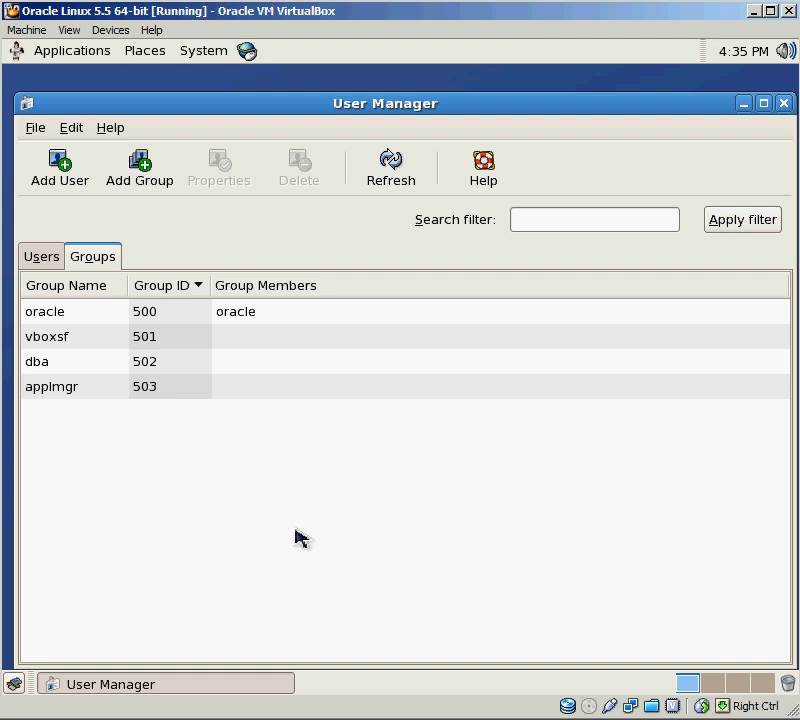 Oracle Linux 5.5 64-bit [Running] - Oracle VM VirtualBox
Machine View Devices Help
Applications Places System 4:35 PM
User Manager
File Edit Help
Add User Add Group Properties Delete Refresh Help
Search filter: Apply filter
Users Groups
Group Name Group ID Group Members
oracle 500 oracle
vboxsf 501
dba 502
applmgr 503
User Manager
Right Ctrl